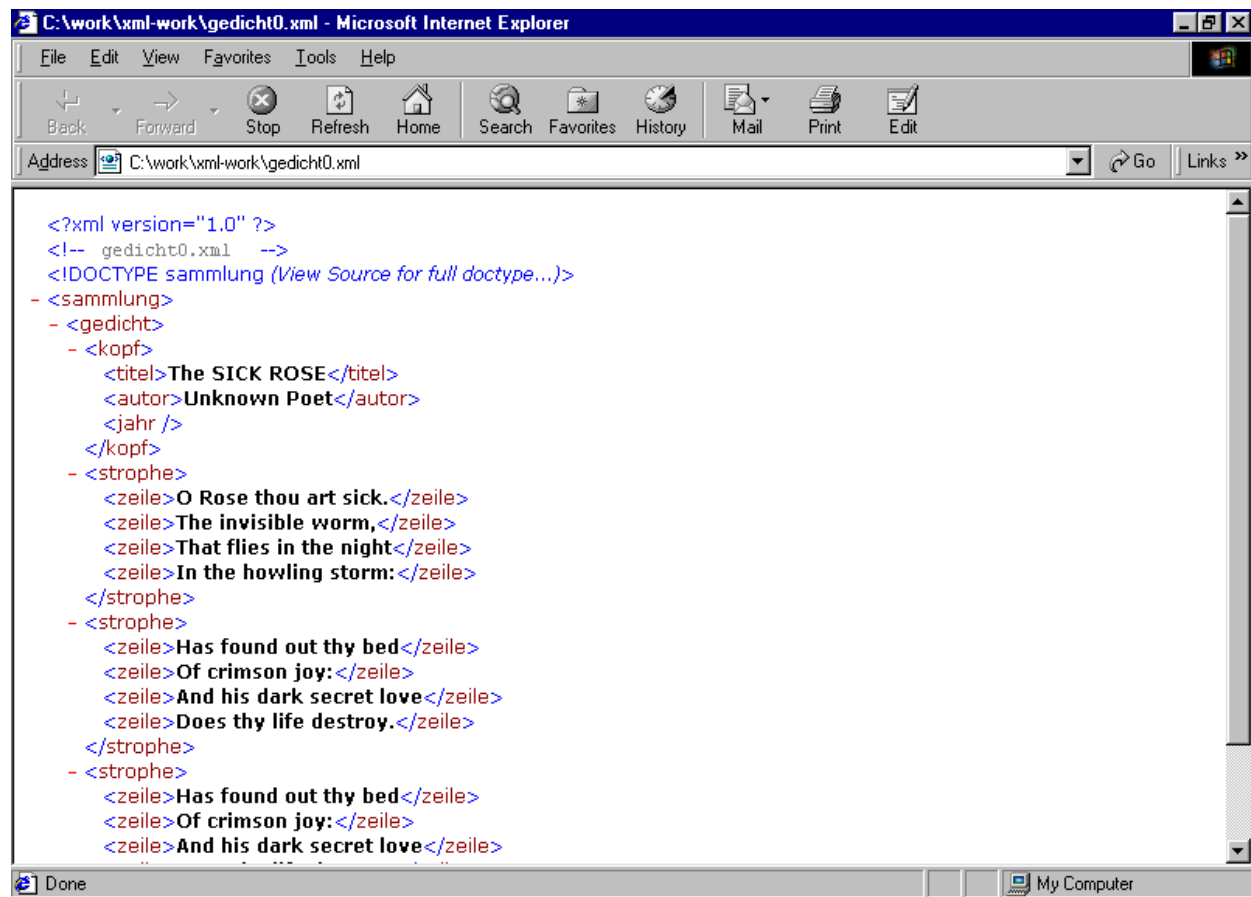 C:\work\xml-work\gedicht0.xml - Microsoft Internet Explorer
File Edit View Favorites Tools Help
Back Forward Stop Refresh Home Search Favorites History Mail Print Edit
Address C:\work\xml-work\gedicht0.xml Go Links »
<?xml version="1.0" ?>
<!-- gedicht0.xml -->
<!DOCTYPE sammlung (View Source for full doctype...)>
- <sammlung>
- <gedicht>
- <kopf>
<titel>The SICK ROSE</titel>
<autor>Unknown Poet</autor>
<jahr />
</kopf>
- <strophe>
<zeile>O Rose thou art sick.</zeile>
<zeile>The invisible worm,</zeile>
<zeile>That flies in the night</zeile>
<zeile>In the howling storm:</zeile>
</strophe>
- <strophe>
<zeile>Has found out thy bed</zeile>
<zeile>Of crimson joy:</zeile>
<zeile>And his dark secret love</zeile>
<zeile>Does thy life destroy.</zeile>
</strophe>
- <strophe>
<zeile>Has found out thy bed</zeile>
<zeile>Of crimson joy:</zeile>
<zeile>And his dark secret love</zeile>
Done My Computer